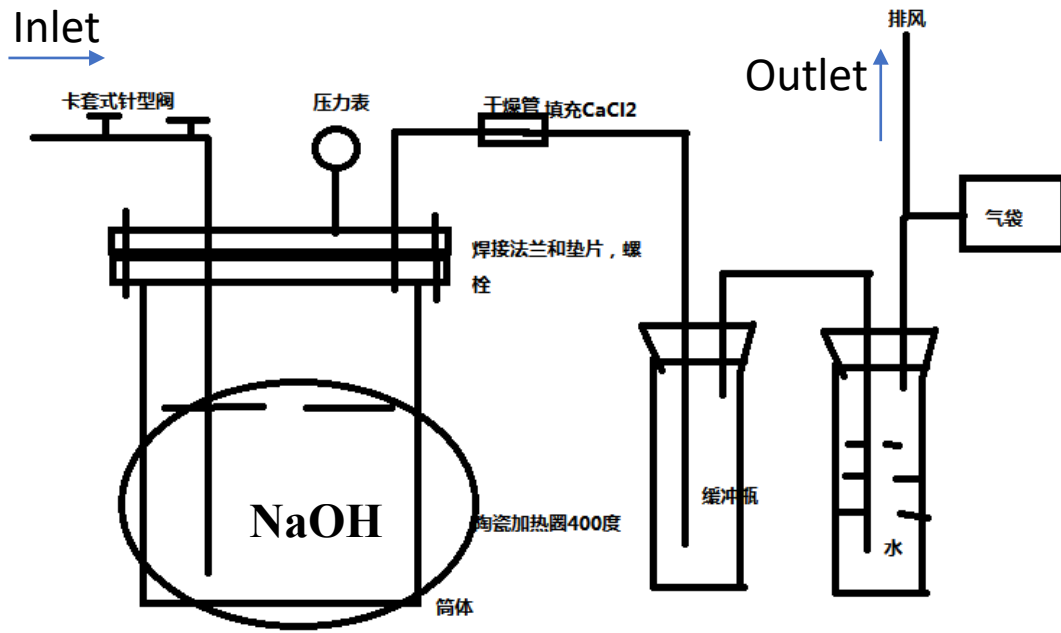 Inlet
排风
Outlet
卡套式针型阀
压力表
干燥管
填充CaCl2
气袋
焊接法兰和垫片，螺
栓
NaOH
陶瓷加热器400度
缓冲瓶
水
筒体